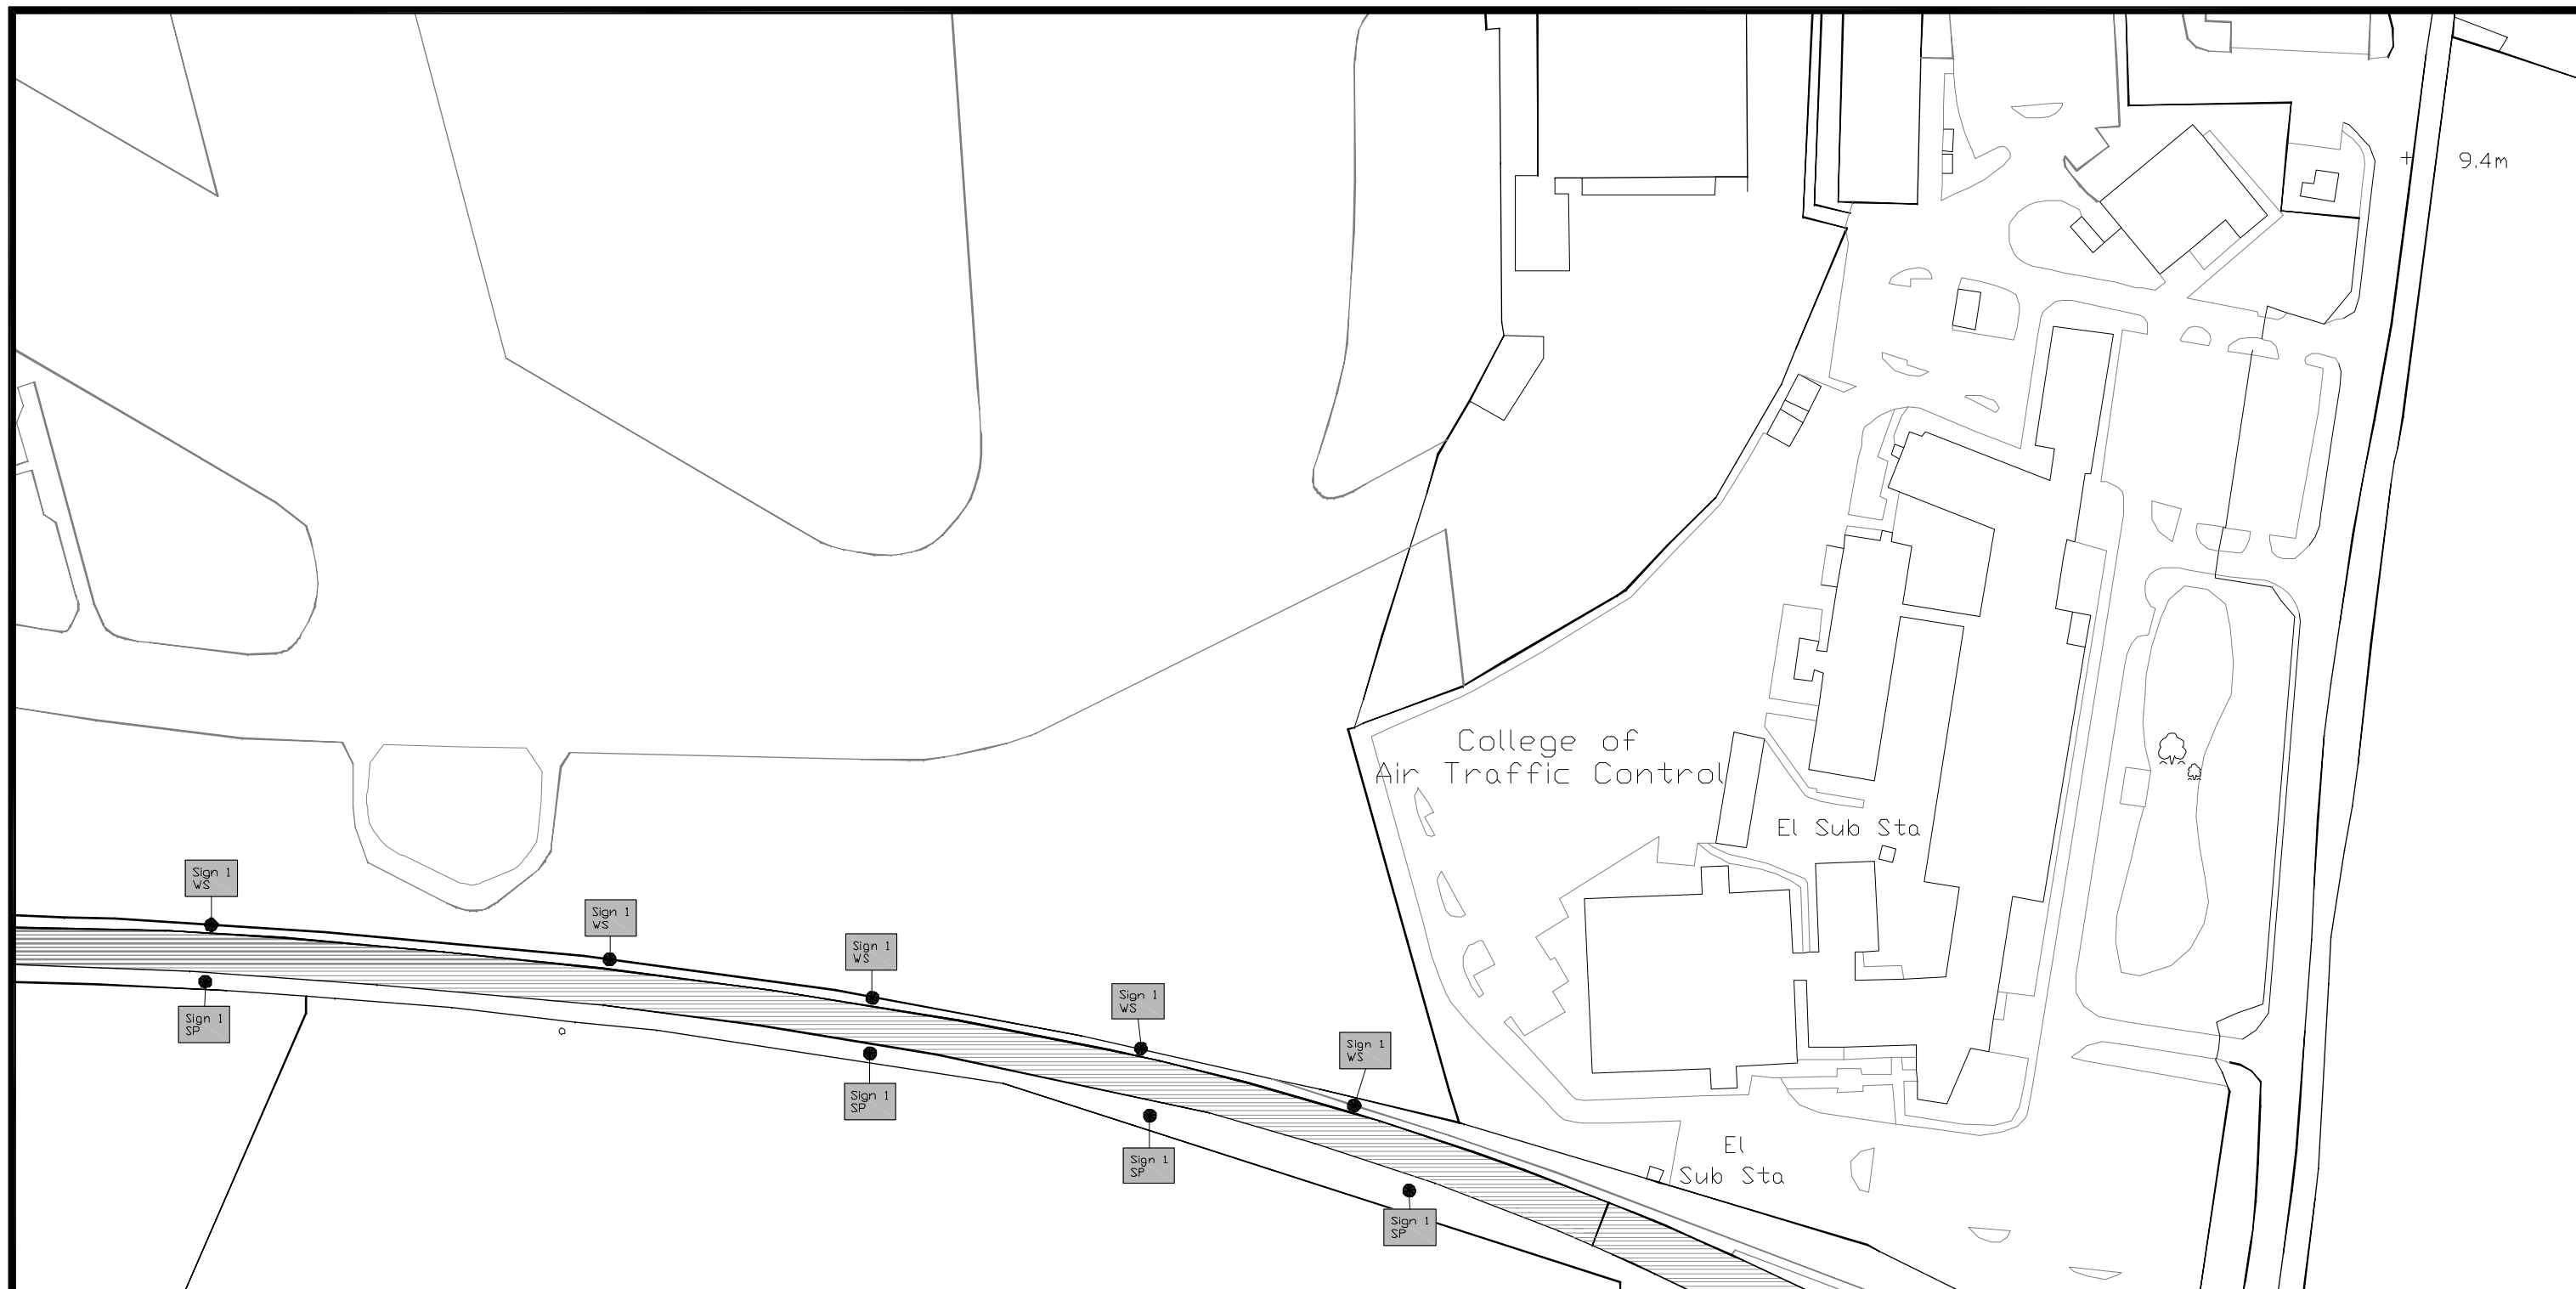 9.4m
College of
Air Traffic Control
El Sub Sta
Sign 1
WS
Sign 1
WS
Sign 1
WS
Sign 1
WS
Sign 1
WS
Sign 1
SP
Sign 1
SP
Sign 1
SP
Sign 1
SP
El
Sub Sta